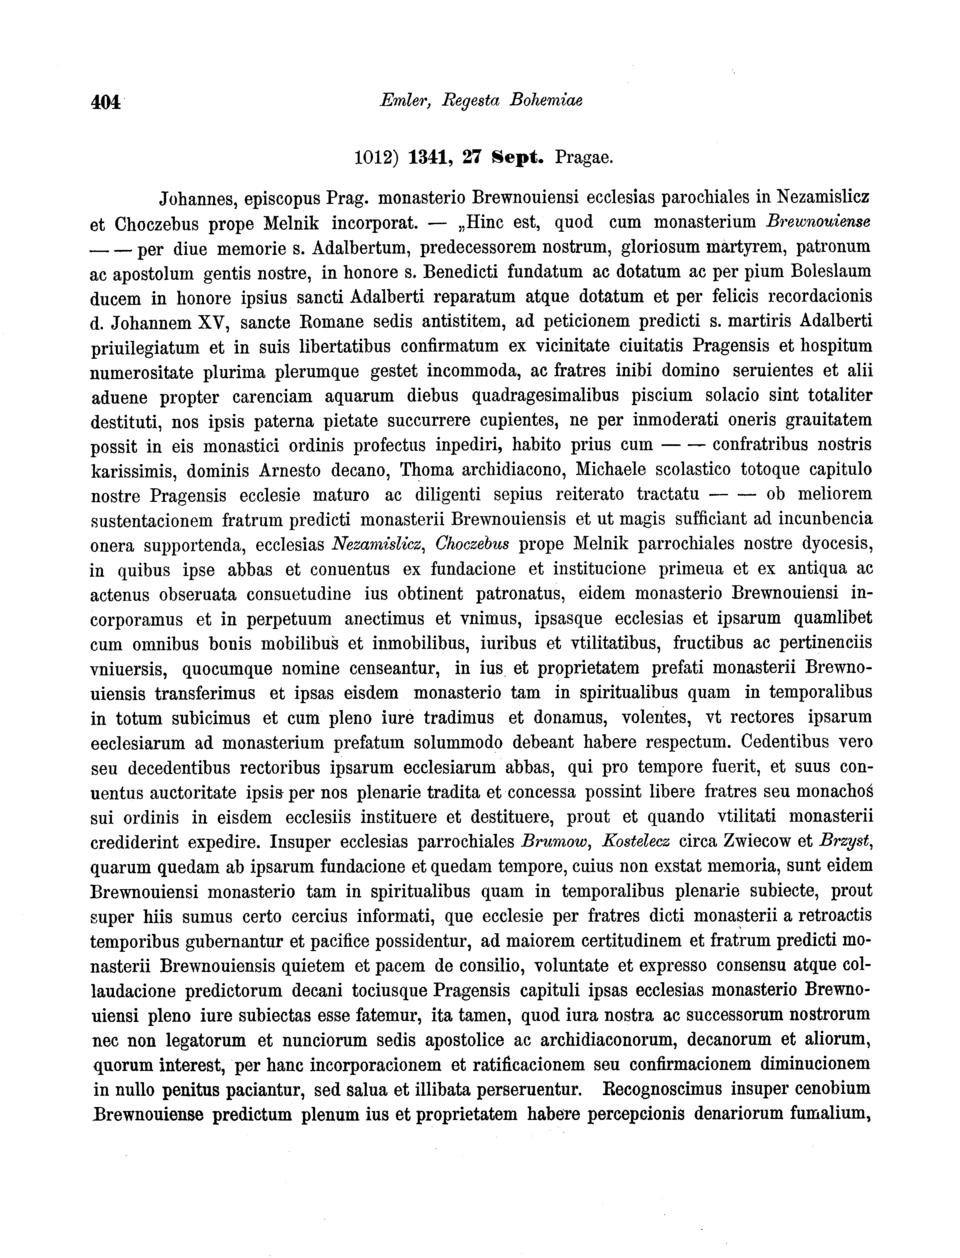 404 Emler, Regesta Bohemiae
1012) 1341, 27 Sept. Pragae.
Johannes, episcopus Prag. monasterio Brewnouiensi ecclesias parochiales in Nezamislicz
et Choczebus prope Melnik incorporat. — „Hinc est, quod cum monasterium Brewnouiense
— — per diue memorie s. Adalbertum, predecessorem nostrum, gloriosum martyrem, patronum
ac apostolum gentis nostre, in honore s. Benedicti fundatum ac dotatum ac per pium Boleslaum
ducem in honore ipsius sancti Adalberti reparatum atque dotatum et per felicis recordacionis
d. Johannem XV, sancte Romane sedis antistitem, ad peticionem predicti s. martiris Adalberti
priuilegiatum et in suis libertatibus confirmatum ex vicinitate ciuitatis Pragensis et hospitum
numerositate plurima plerumque gestet incommoda, ac fratres inibi domino seruientes et alii
aduene propter carenciam aquarum diebus quadragesimalibus piscium solacio sint totaliter
destituti, nos ipsis paterna pietate succurrere cupientes, ne per inmoderati oneris grauitatem
possit in eis monastici ordinis profectus inpediri, habito prius cum — — confratribus nostris
karissimis, dominis Arnesto decano, Thoma archidiacono, Michaele scolastico totoque capitulo
nostre Pragensis ecclesie maturo ac diligenti sepius reiterato tractatu — — ob meliorem
sustentacionem fratrum predicti monasterii Brewnouiensis et ut magis sufficiant ad incunbencia
onera supportenda, ecclesias Nezamislicz, Choczebus prope Melnik parrochiales nostre dyocesis,
in quibus ipse abbas et conuentus ex fundacione et institucione primeua et ex antiqua ac
actenus obseruata consuetudine ius obtinent patronatus, eidem monasterio Brewnouiensi in-
corporamus et in perpetuum anectimus et vnimus, ipsasque ecclesias et ipsarum quamlibet
cum omnibus bonis mobilibus et inmobilibus, iuribus et vtilitatibus, fructibus ac pertinenciis
vniuersis, quocumque nomine censeantur, in ius et proprietatem prefati monasterii Brewno-
uiensis transferimus et ipsas eisdem monasterio tam in spiritualibus quam in temporalibus
in totum subicimus et cum pleno iure tradimus et donamus, volentes, vt rectores ipsarum
eeclesiarum ad monasterium prefatum solummodo debeant habere respectum. Cedentibus vero
seu decedentibus rectoribus ipsarum ecclesiarum abbas, qui pro tempore fuerit, et suus con-
uentus auctoritate ipsis per nos plenarie tradita et concessa possint libere fratres seu monachos
sui ordinis in eisdem ecclesiis instituere et destituere, prout et quando vtilitati monasterii
crediderint expedire. Insuper ecclesias parrochiales Brumow, Kostelecz circa Zwiecow et Brzyst,
quarum quedam ab ipsarum fundacione et quedam tempore, cuius non exstat memoria, sunt eidem
Brewnouiensi monasterio tam in spiritualibus quam in temporalibus plenarie subiecte, prout
super hiis sumus certo cercius informati, que ecclesie per fratres dicti monasterii a retroactis
temporibus gubernantur et pacifice possidentur, ad maiorem certitudinem et fratrum predicti mo-
nasterii Brewnouiensis quietem et pacem de consilio, voluntate et expresso consensu atque col-
laudacione predictorum decani tociusque Pragensis capituli ipsas ecclesias monasterio Brewno-
uiensi pleno iure subiectas esse fatemur, ita tamen, quod iura nostra ac successorum nostrorum
nec non legatorum et nunciorum sedis apostolice ac archidiaconorum, decanorum et aliorum,
quorum interest, per hanc incorporacionem et ratificacionem seu confirmacionem diminucionem
in nullo penitus paciantur, sed salua et illibata perseruentur. Recognoscimus insuper cenobium
Brewnouiense predictum plenum ius et proprietatem habere percepcionis denariorum fumalium,